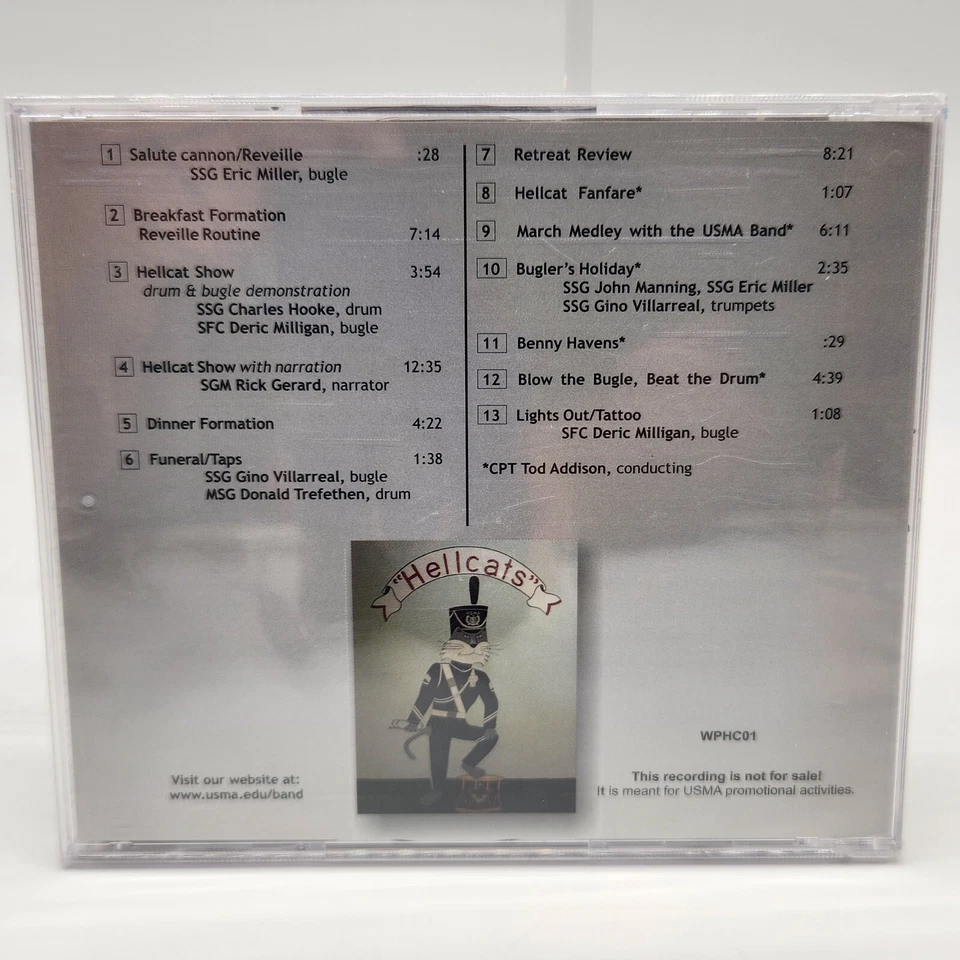 1 Salute cannon/Reveille :28
SSG Eric Miller, bugle
2 Breakfast Formation
Reveille Routine 7:14
3 Hellcat Show 3:54
drum & bugle demonstration
SSG Charles Hooke, drum
SFC Deric Milligan, bugle
4 Hellcat Show with narration 12:35
SGM Rick Gerard, narrator
5 Dinner Formation 4:22
6 Funeral/Taps 1:38
SSG Gino Villarreal, bugle
MSG Donald Trefethen, drum
7 Retreat Review 8:21
8 Hellcat Fanfare* 1:07
9 March Medley with the USMA Band* 6:11
10 Bugler's Holiday* 2:35
SSG John Manning, SSG Eric Miller
SSG Gino Villarreal, trumpets
11 Benny Havens* :29
12 Blow the Bugle, Beat the Drum* 4:39
13 Lights Out/Tattoo 1:08
SFC Deric Milligan, bugle
*CPT Tod Addison, conducting
"Hellcats"
WPHC01
Visit our website at:
www.usma.edu/band
This recording is not for sale!
It is meant for USMA promotional activities.